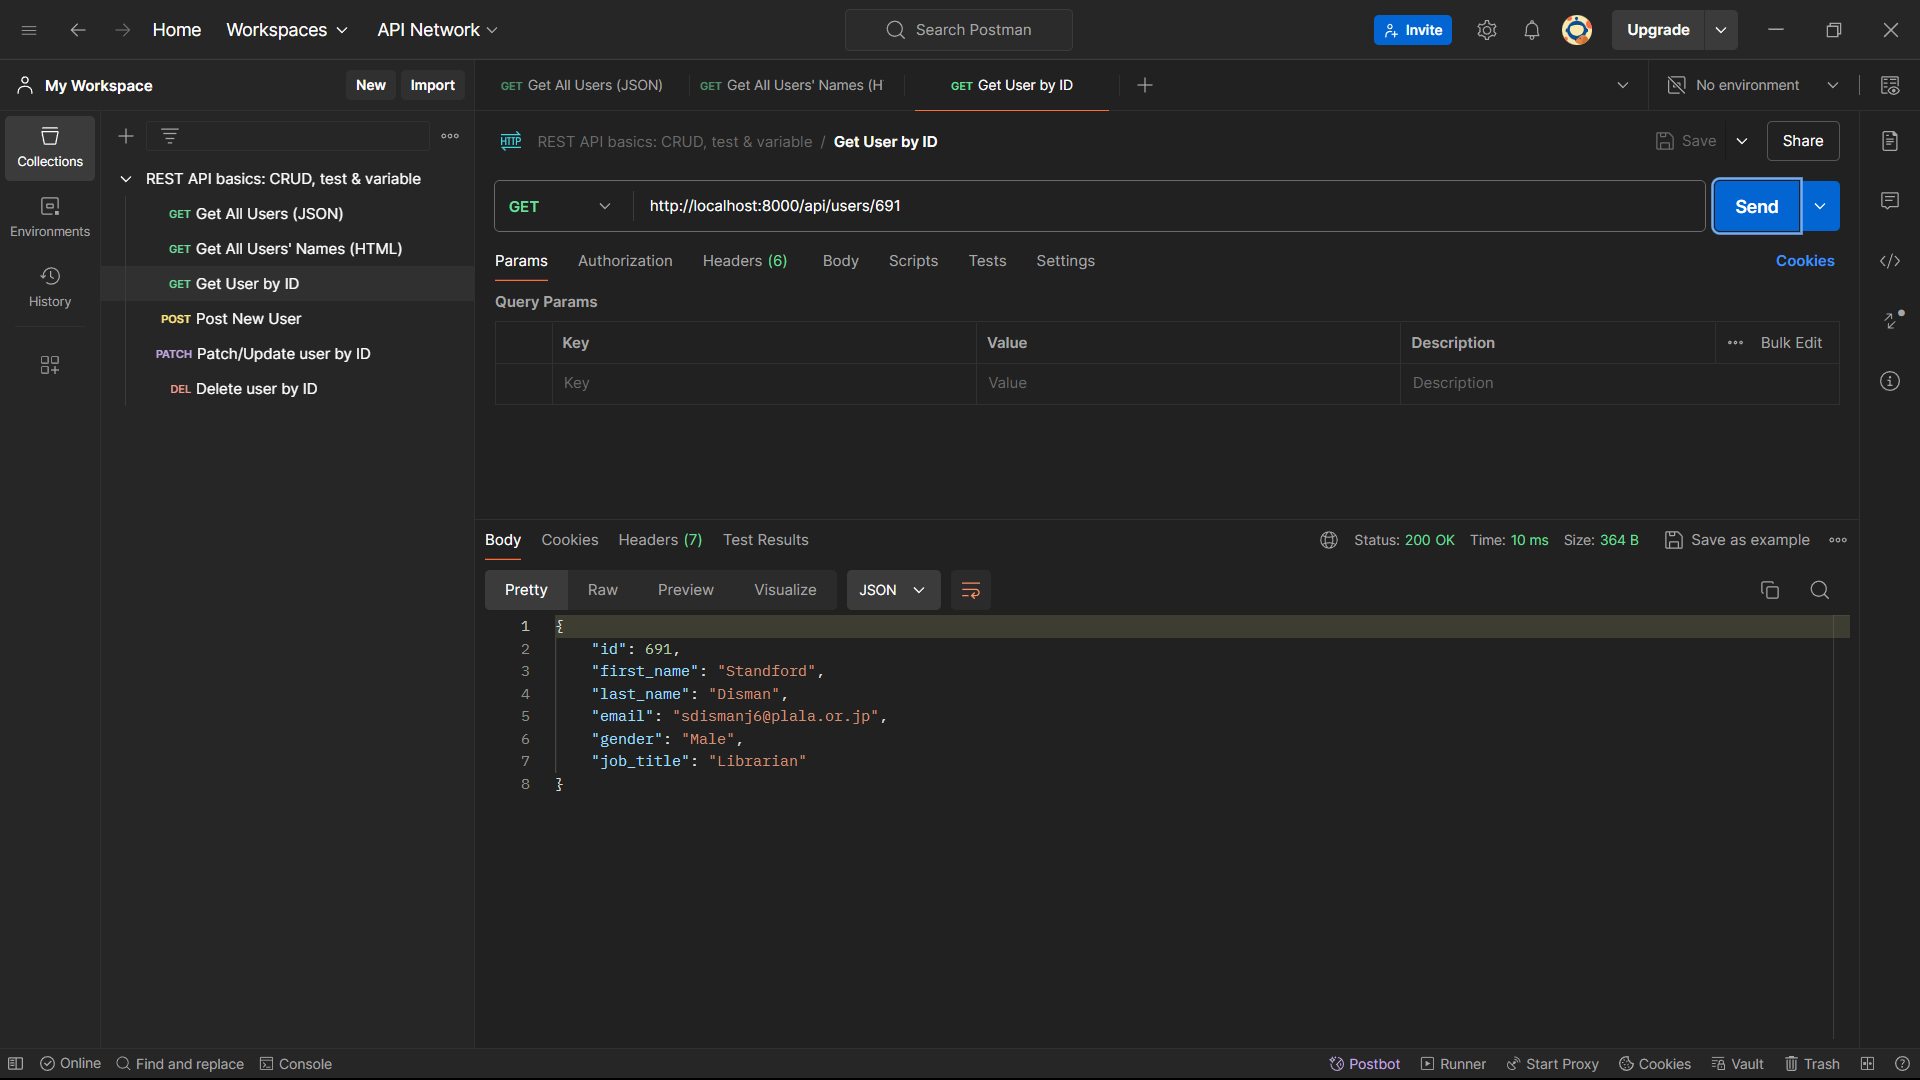 Home Workspaces API Network Search Postman Invite Upgrade
My Workspace New Import GET Get All Users (JSON) GET Get All Users' Names (H GET Get User by ID No environment
Collections
Environments
History
REST API basics: CRUD, test & variable
GET Get All Users (JSON)
GET Get All Users' Names (HTML)
GET Get User by ID
POST Post New User
PATCH Patch/Update user by ID
DEL Delete user by ID
HTTP REST API basics: CRUD, test & variable / Get User by ID Save Share
GET http://localhost:8000/api/users/691 Send
Params Authorization Headers (6) Body Scripts Tests Settings Cookies
Query Params
Key Value Description Bulk Edit
Key Value Description
Body Cookies Headers (7) Test Results Status: 200 OK Time: 10 ms Size: 364 B Save as example
Pretty Raw Preview Visualize JSON
1 {
2 "id": 691,
3 "first_name": "Standford",
4 "last_name": "Disman",
5 "email": "sdismanj6@plala.or.jp",
6 "gender": "Male",
7 "job_title": "Librarian"
8 }
Online Find and replace Console Postbot Runner Start Proxy Cookies Vault Trash